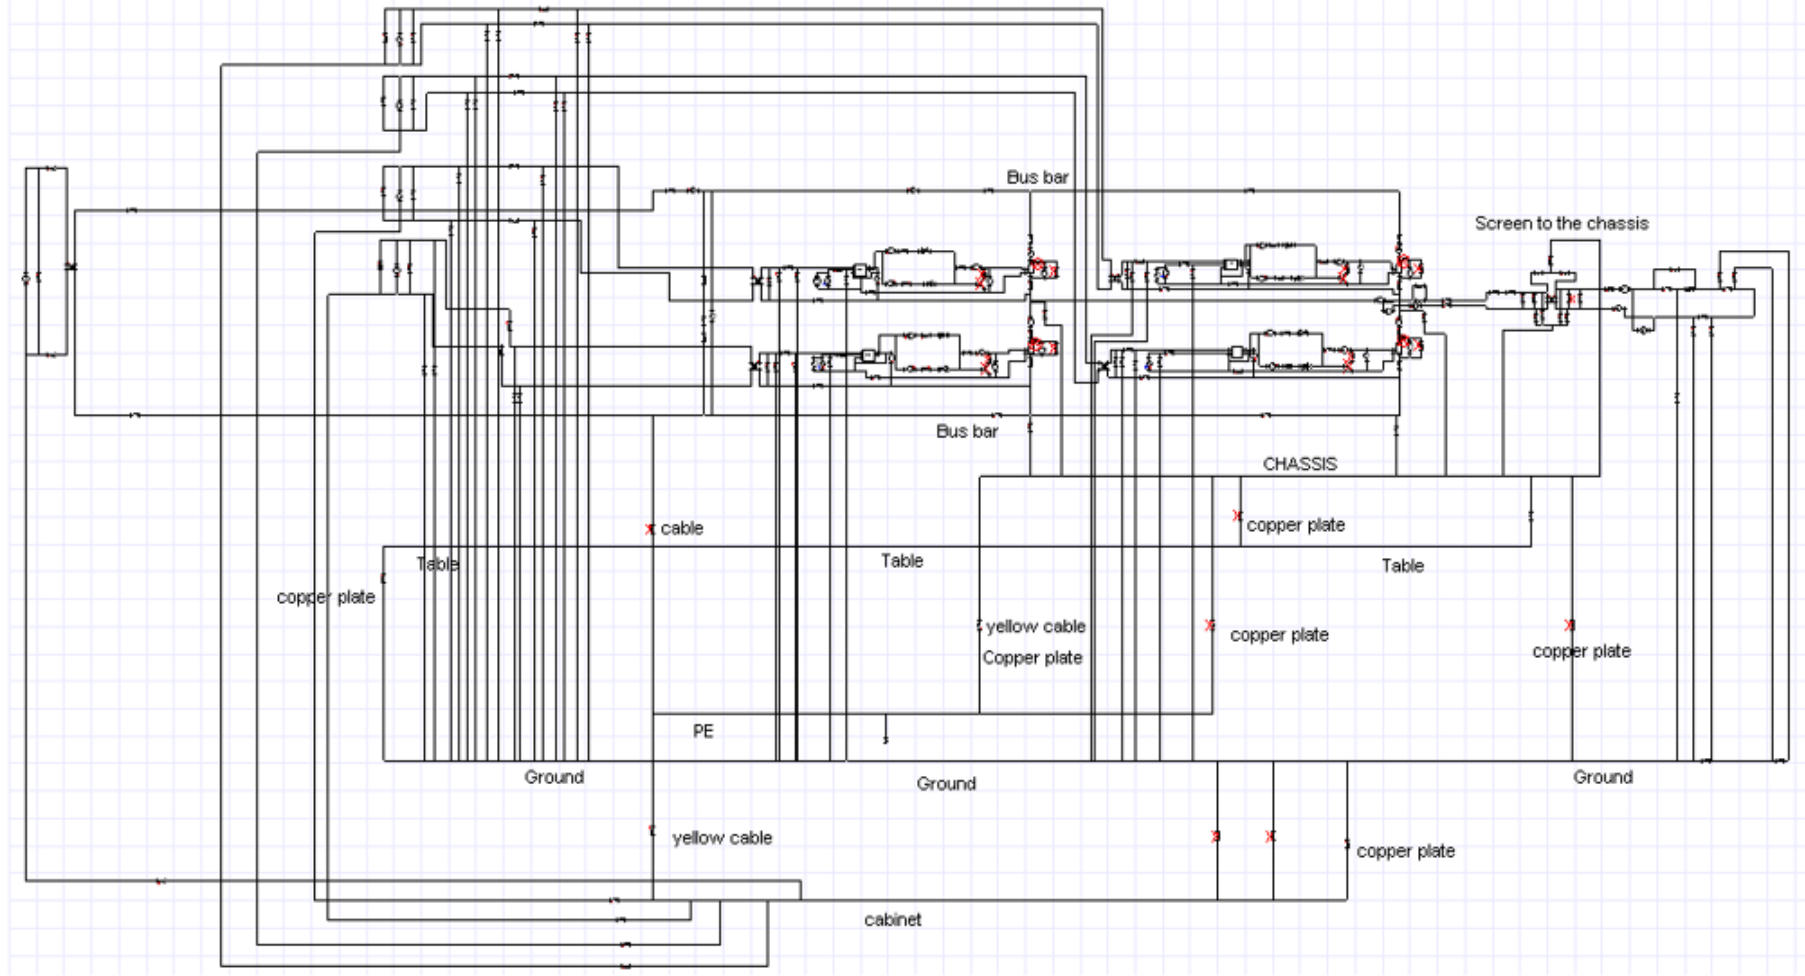 Bus bar
Screen to the chassis
Bus bar
CHASSIS
cable
copper plate
Table
Table
Table
copper plate
yellow cable
copper plate
Copper plate
copper plate
PE
Ground
Ground
Ground
yellow cable
copper plate
cabinet